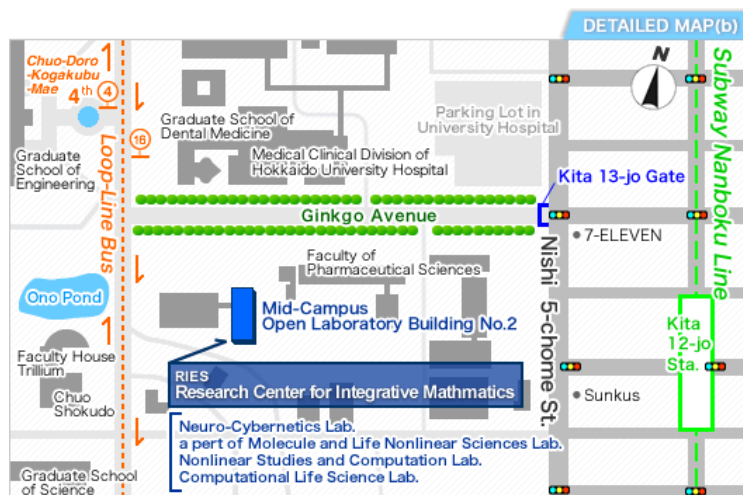 DETAILED MAP(b)
Chuo-Doro
-Kogakubu
-Mae
4th
4
16
N
Subway Nanboku Line
Graduate School of
Dental Medicine
Parking Lot in
University Hospital
Graduate
School of
Engineering
Medical Clinical Division of
Hokkaido University Hospital
Kita 13-jo Gate
Loop-Line Bus
Ginkgo Avenue
7-ELEVEN
Nishi 5-chome St.
Faculty of
Pharmaceutical Sciences
Ono Pond
Mid-Campus
Open Laboratory Building No.2
Kita
12-jo
Sta.
Faculty House
Trillium
RIES
Research Center for Integrative Mathmatics
Chuo
Shokudo
Sunkus
Neuro-Cybernetics Lab.
a part of Molecule and Life Nonlinear Sciences Lab.
Nonlinear Studies and Computation Lab.
Computational Life Science Lab.
Graduate School
of Science